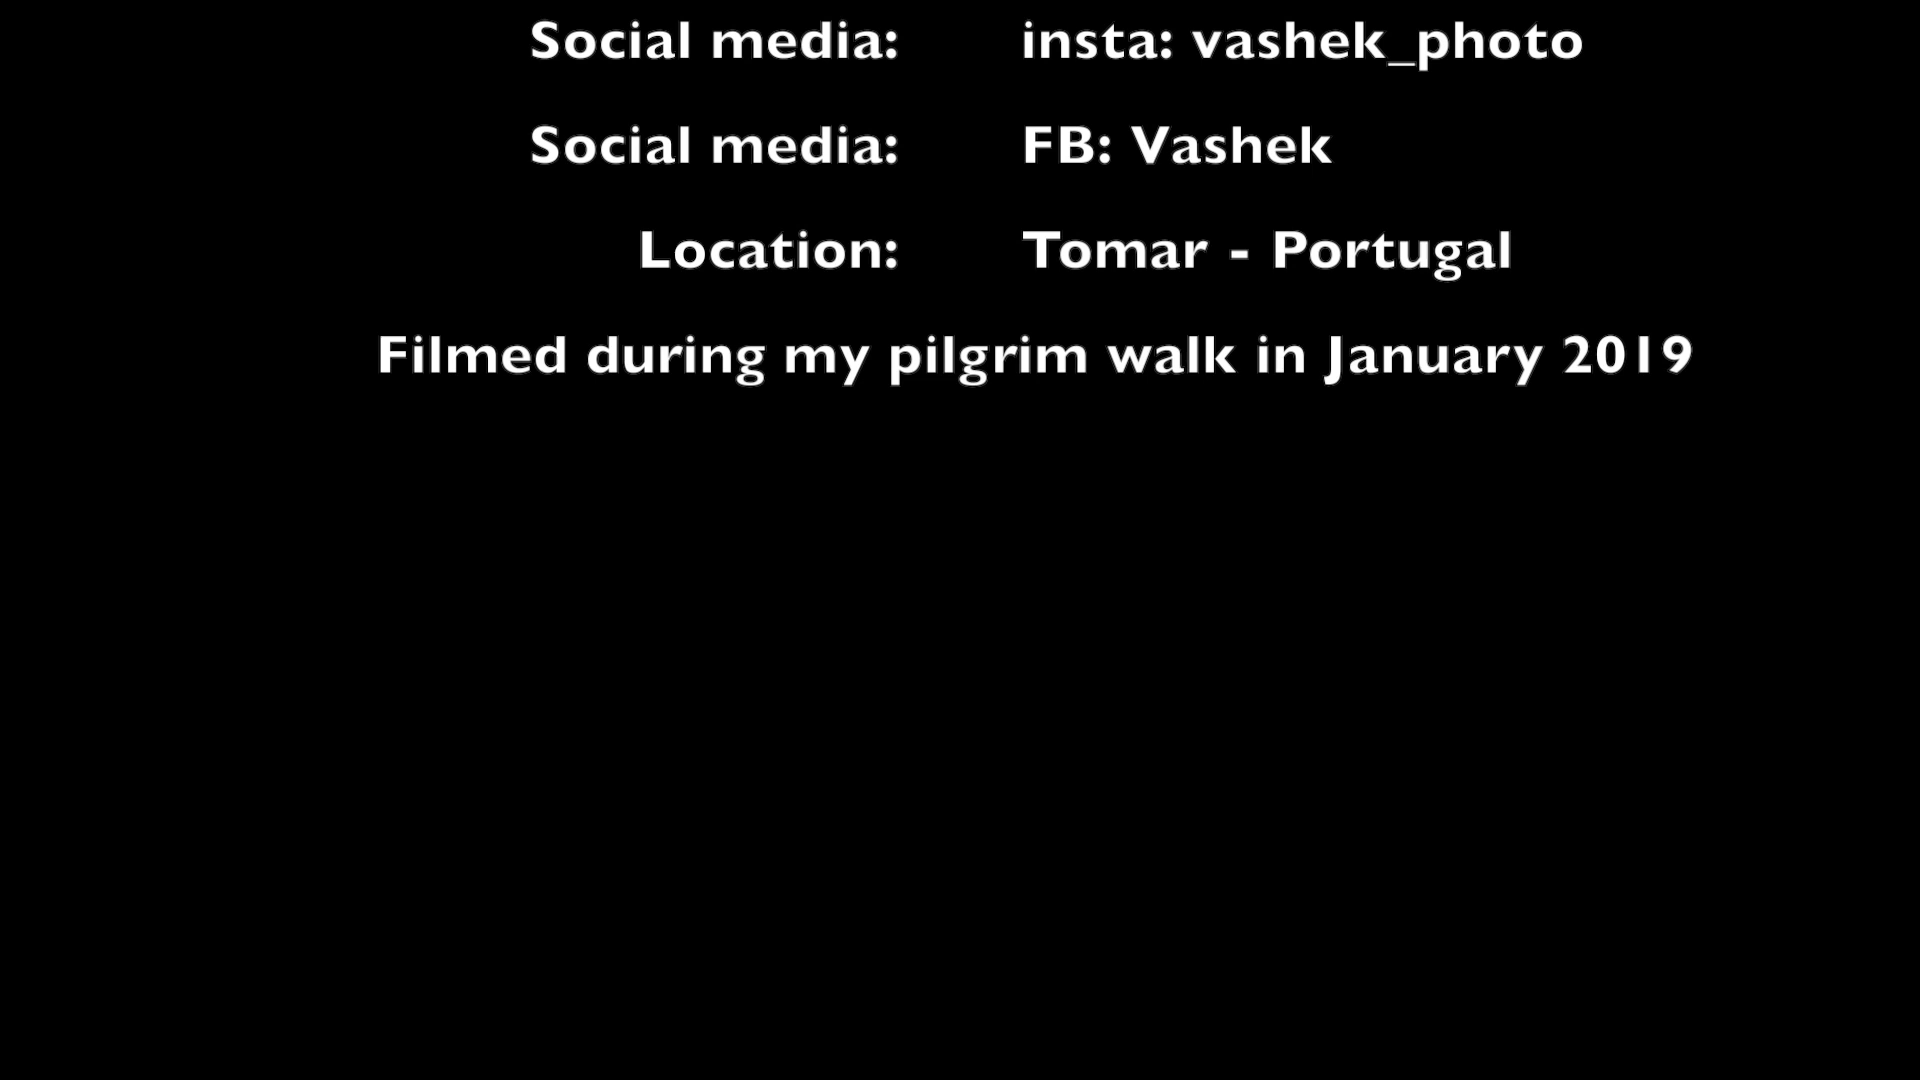 Social media: insta: vashek_photo
Social media: FB: Vashek
Location: Tomar - Portugal
Filmed during my pilgrim walk in January 2019